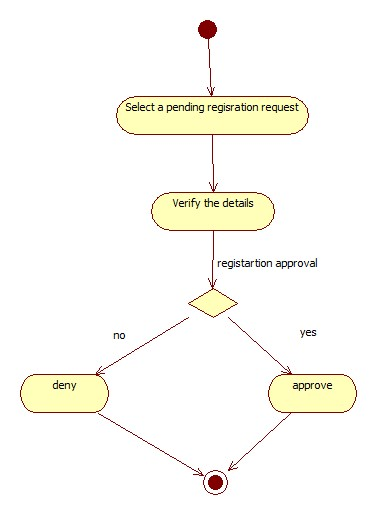 Select a pending regisration request
Verify the details
registartion approval
no
yes
deny
approve